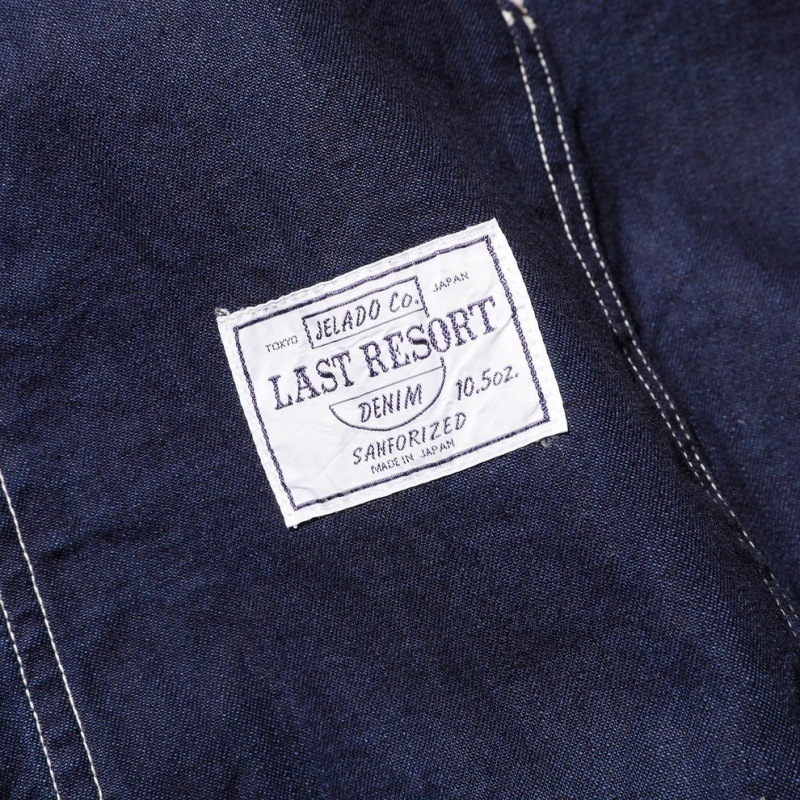 JELADO Co.
TOKYO JAPAN
LAST RESORT
DENIM 10.5oz.
SANFORIZED
MADE IN JAPAN